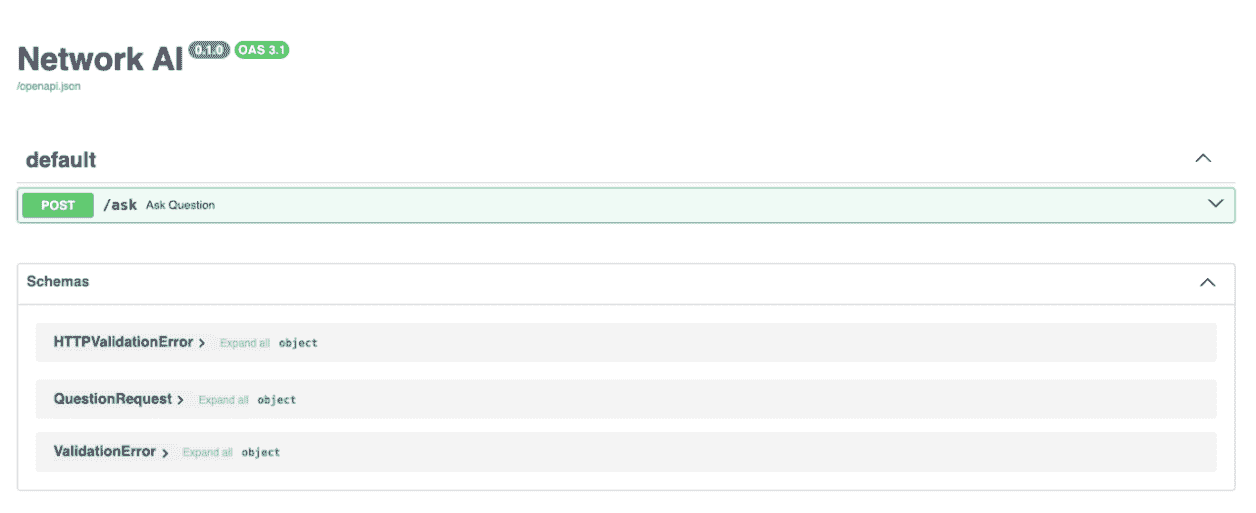 Network AI 0.1.0 OAS 3.1
/openapi.json
default
POST /ask Ask Question
Schemas
HTTPValidationError Expand all object
QuestionRequest Expand all object
ValidationError Expand all object